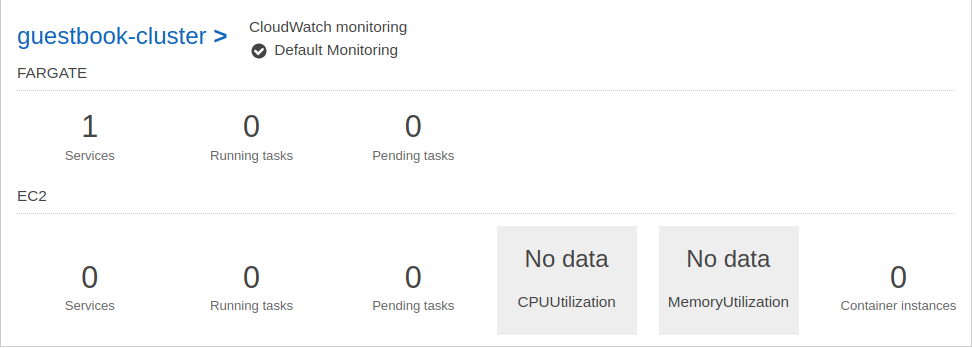 guestbook-cluster >
CloudWatch monitoring
Default Monitoring
FARGATE
1 0 0
Services Running tasks Pending tasks
EC2
0 0 0 No data No data 0
Services Running tasks Pending tasks CPUUtilization MemoryUtilization Container instances